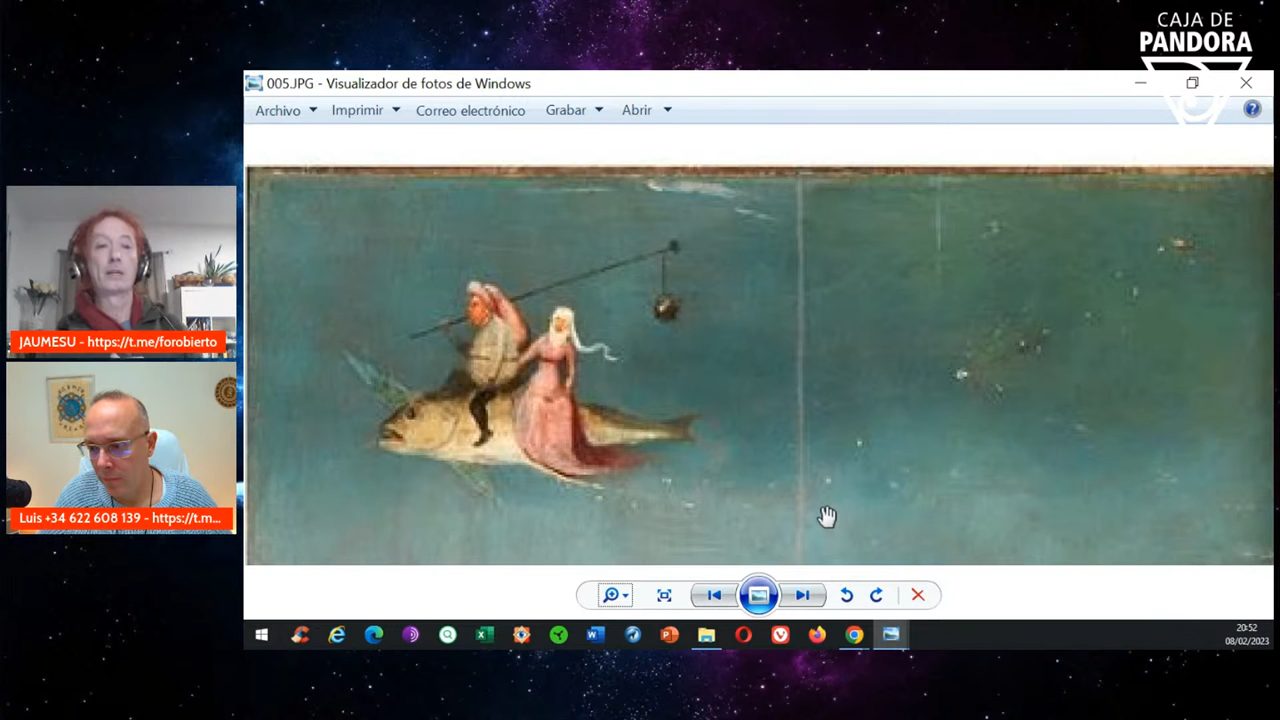 CAJA DE
PANDORA
005.JPG - Visualizador de fotos de Windows
Archivo Imprimir Correo electrónico Grabar Abrir
JAUMESU - https://t.me/forobierto
Luis +34 622 608 139 - https://t.m...
20:52
08/02/2023